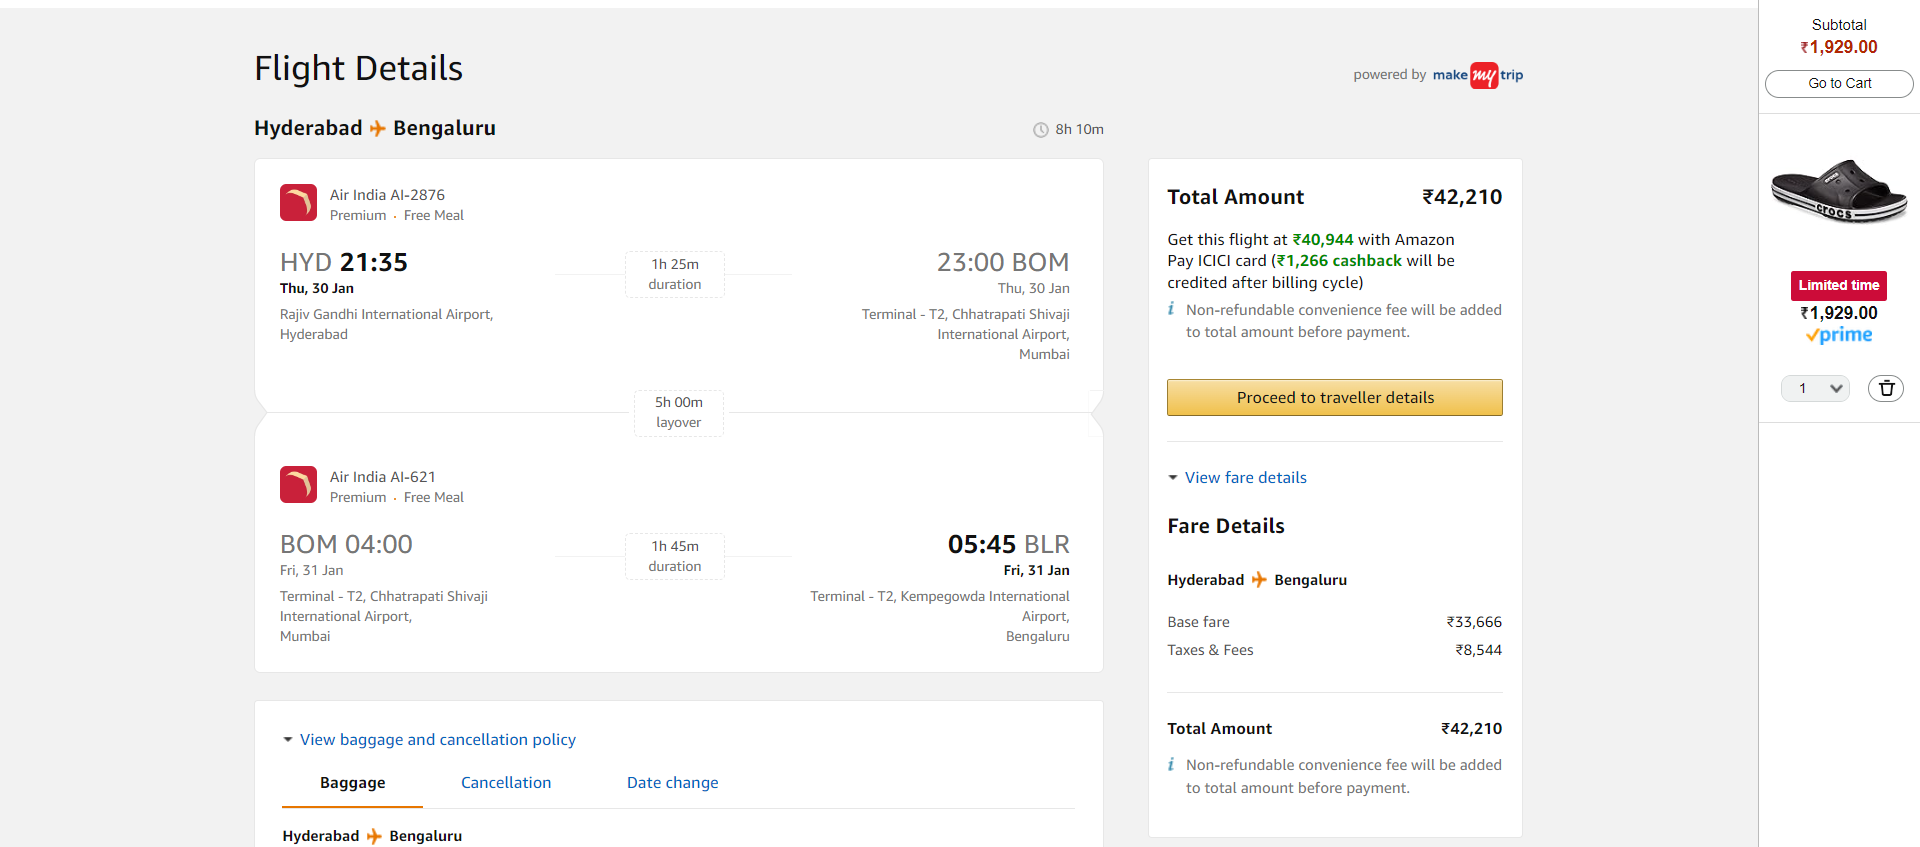 Flight Details
powered by make my trip
Hyderabad Bengaluru
8h 10m
Air India AI-2876
Premium · Free Meal
HYD 21:35
Thu, 30 Jan
Rajiv Gandhi International Airport,
Hyderabad
1h 25m
duration
23:00 BOM
Thu, 30 Jan
Terminal - T2, Chhatrapati Shivaji
International Airport,
Mumbai
5h 00m
layover
Air India AI-621
Premium · Free Meal
BOM 04:00
Fri, 31 Jan
Terminal - T2, Chhatrapati Shivaji
International Airport,
Mumbai
1h 45m
duration
05:45 BLR
Fri, 31 Jan
Terminal - T2, Kempegowda International
Airport,
Bengaluru
View baggage and cancellation policy
Baggage Cancellation Date change
Hyderabad Bengaluru
Total Amount ₹42,210
Get this flight at ₹40,944 with Amazon
Pay ICICI card (₹1,266 cashback will be
credited after billing cycle)
i Non-refundable convenience fee will be added
to total amount before payment.
Proceed to traveller details
View fare details
Fare Details
Hyderabad Bengaluru
Base fare ₹33,666
Taxes & Fees ₹8,544
Total Amount ₹42,210
i Non-refundable convenience fee will be added
to total amount before payment.
Subtotal
₹1,929.00
Go to Cart
crocs
Limited time
₹1,929.00
prime
1